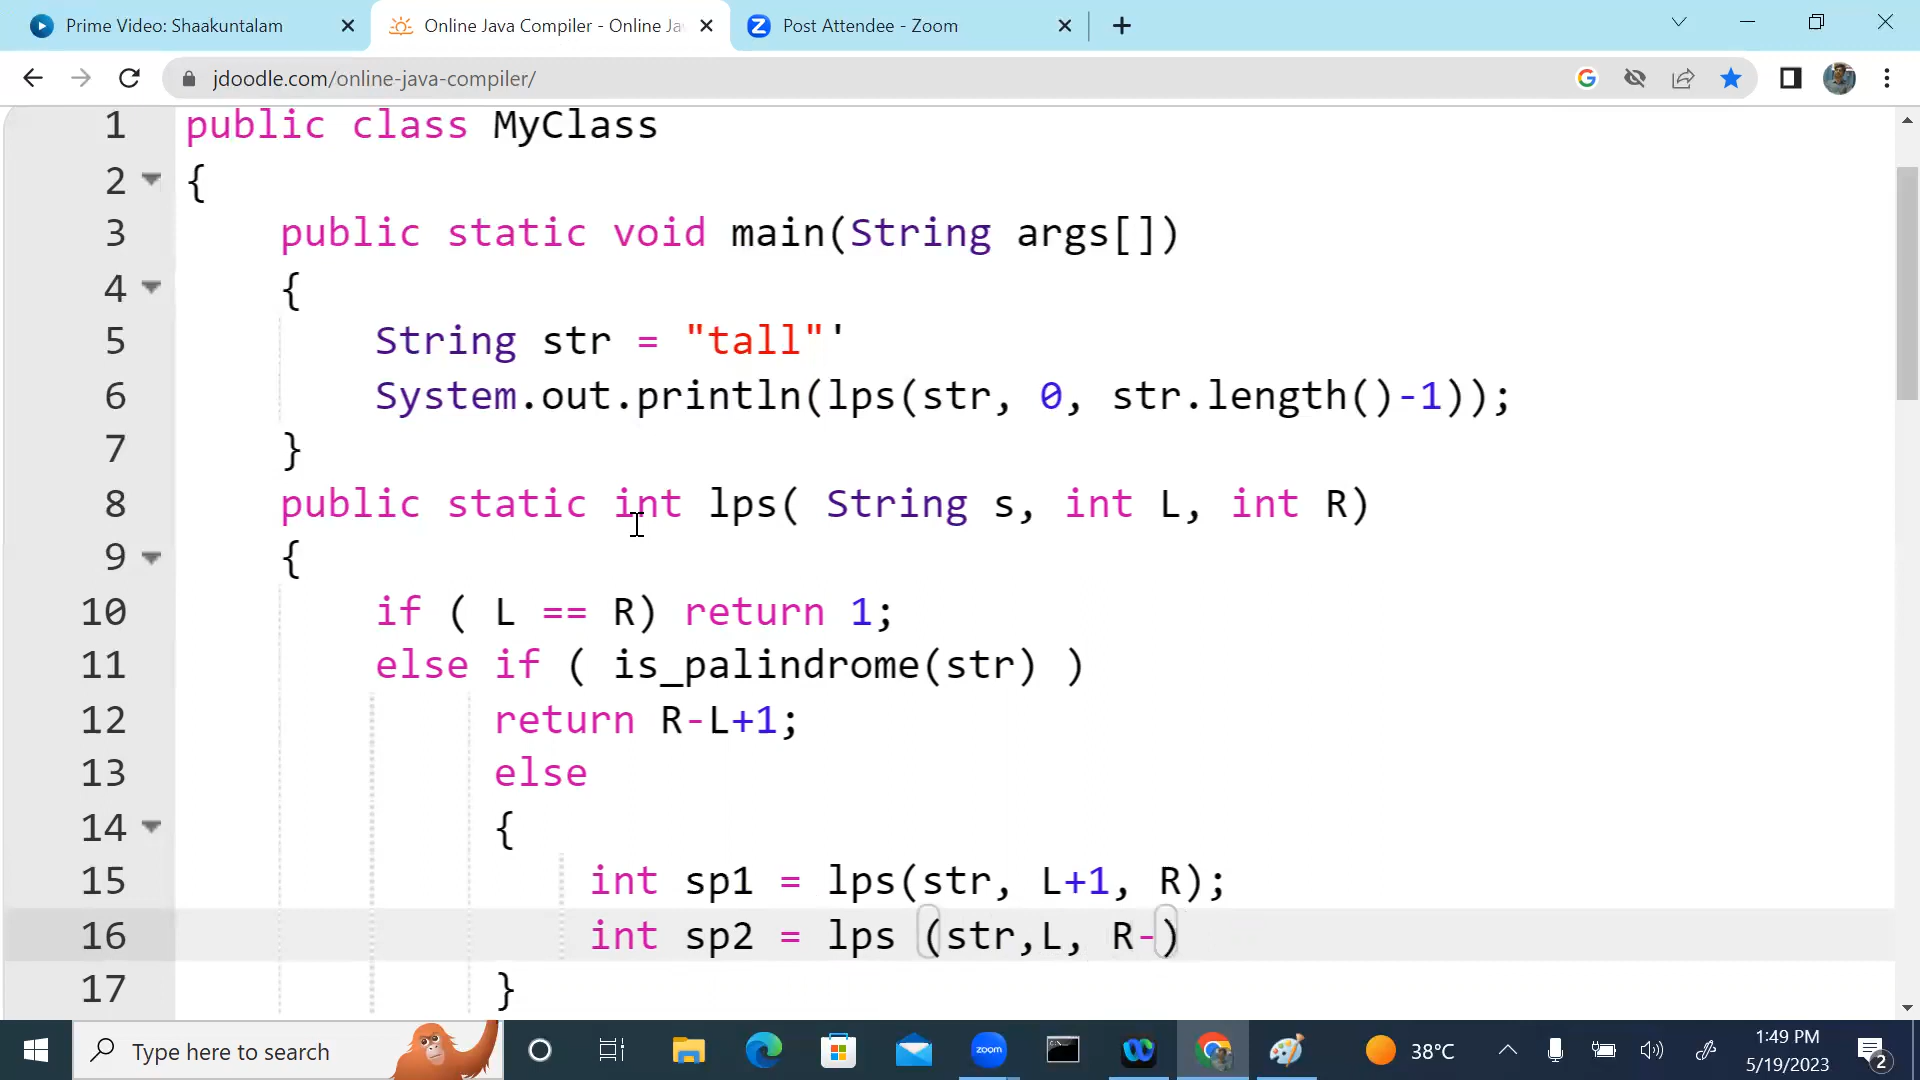 Prime Video: Shaakuntalam
Online Java Compiler - Online Ja
Post Attendee - Zoom
jdoodle.com/online-java-compiler/
1 public class MyClass
2 {
3 public static void main(String args[])
4 {
5 String str = "tall"'
6 System.out.println(lps(str, 0, str.length()-1));
7 }
8 public static int lps( String s, int L, int R)
9 {
10 if ( L == R) return 1;
11 else if ( is_palindrome(str) )
12 return R-L+1;
13 else
14 {
15 int sp1 = lps(str, L+1, R);
16 int sp2 = lps (str,L, R-)
17 }
Type here to search
zoom
38°C
1:49 PM
5/19/2023
2